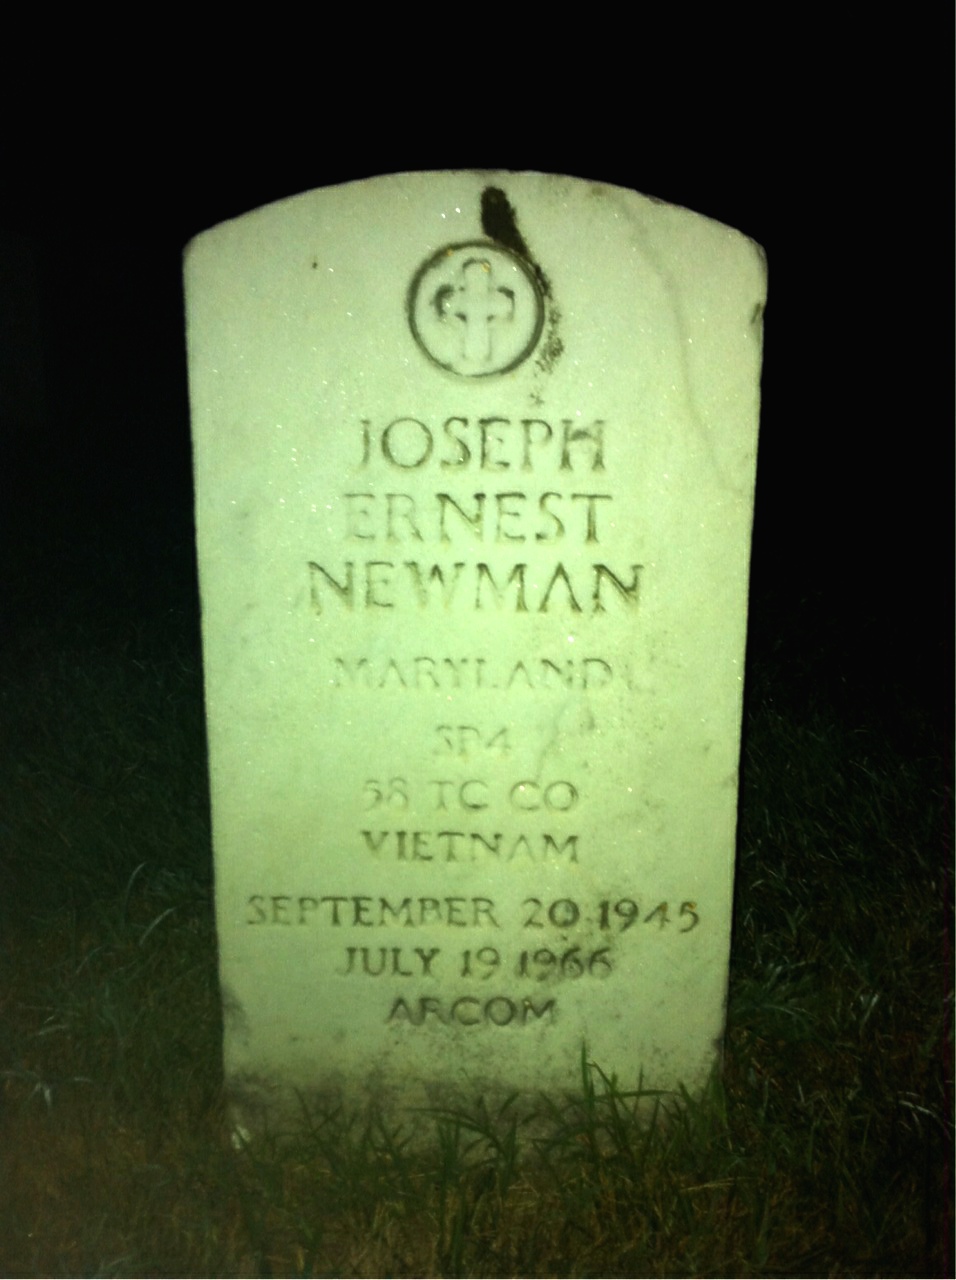 JOSEPH
ERNEST
NEWMAN
MARYLAND
SP4
58 TC CO
VIETNAM
SEPTEMBER 20 1945
JULY 19 1966
ARCOM